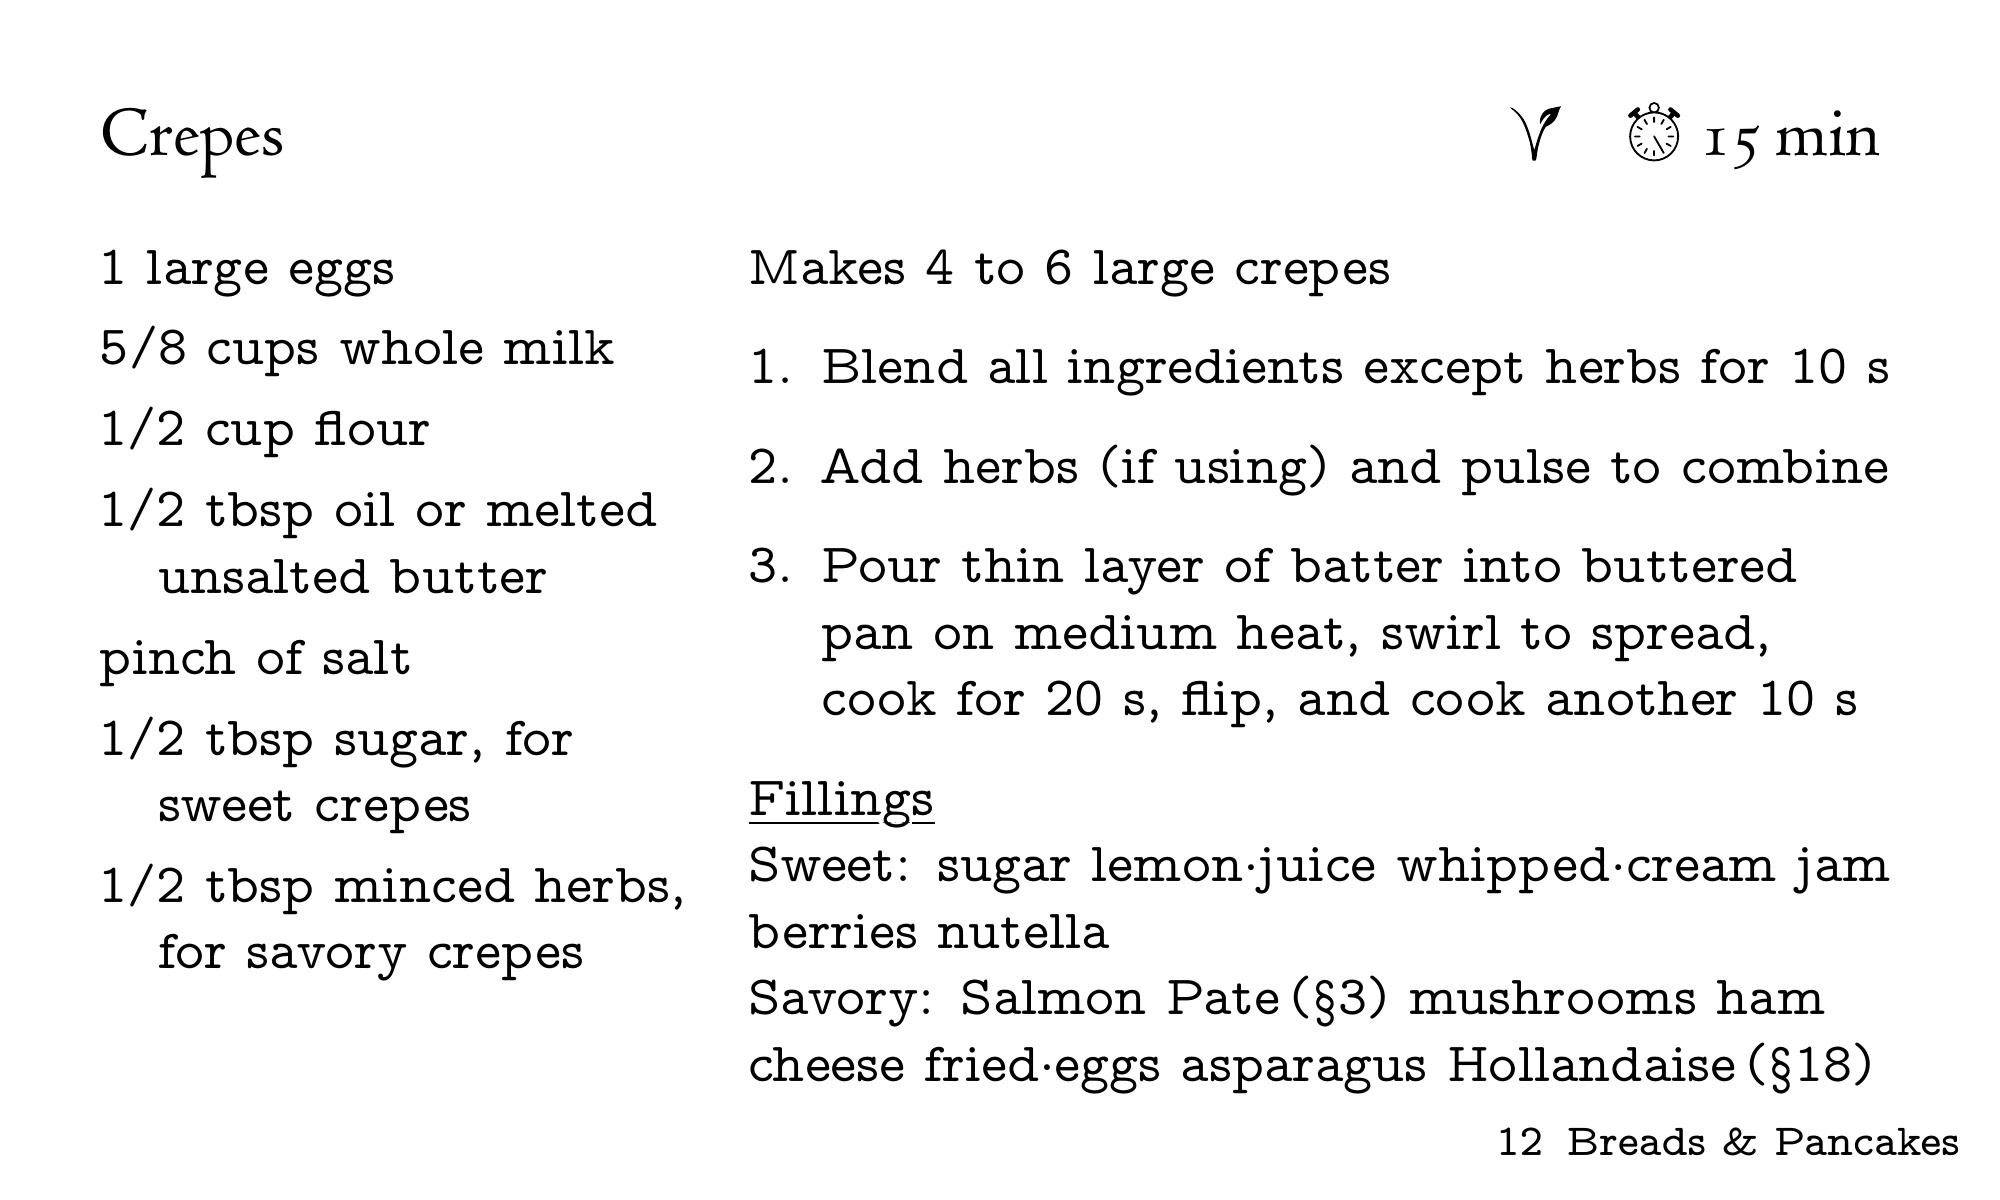 Crepes
15 min
1 large eggs
5/8 cups whole milk
1/2 cup flour
1/2 tbsp oil or melted
unsalted butter
pinch of salt
1/2 tbsp sugar, for
sweet crepes
1/2 tbsp minced herbs,
for savory crepes
Makes 4 to 6 large crepes
1. Blend all ingredients except herbs for 10 s
2. Add herbs (if using) and pulse to combine
3. Pour thin layer of batter into buttered
pan on medium heat, swirl to spread,
cook for 20 s, flip, and cook another 10 s
Fillings
Sweet: sugar lemon·juice whipped·cream jam
berries nutella
Savory: Salmon Pate (§3) mushrooms ham
cheese fried·eggs asparagus Hollandaise (§18)
12 Breads & Pancakes